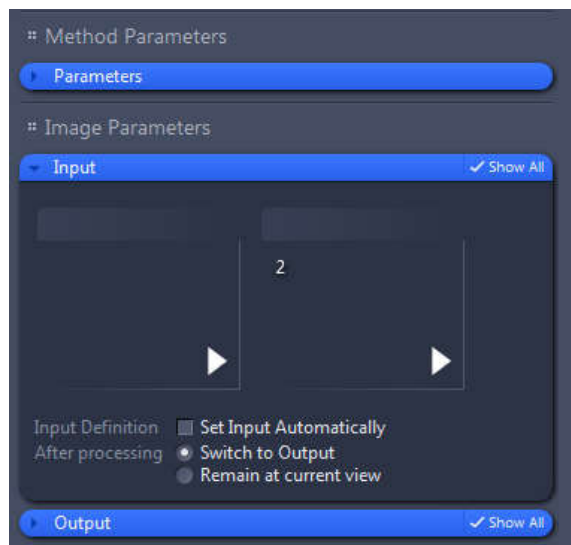 Method Parameters
Parameters
Image Parameters
Input ✓ Show All
2
Input Definition Set Input Automatically
After processing Switch to Output
Remain at current view
Output ✓ Show All